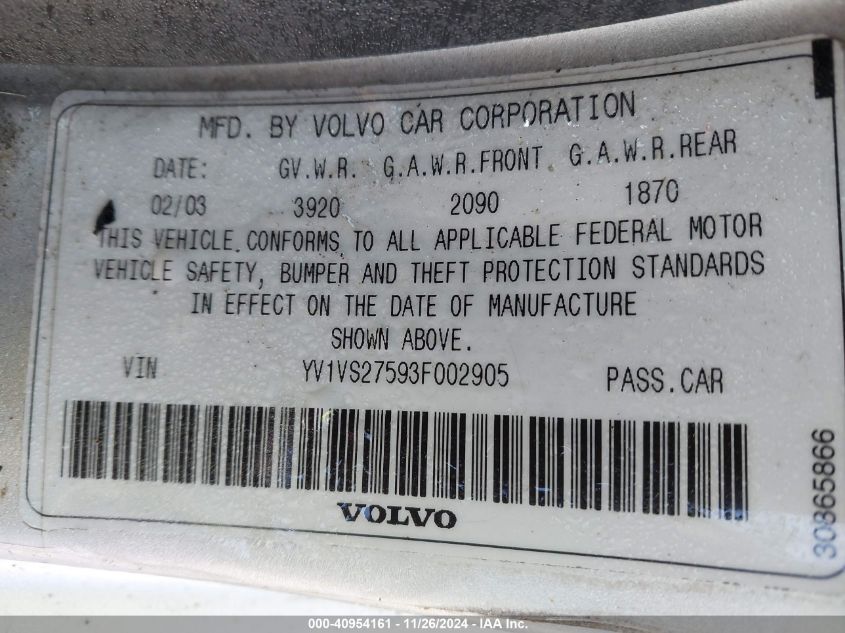 MFD. BY VOLVO CAR CORPORATION
DATE: GV.W.R. G.A.W.R.FRONT G.A.W.R.REAR
02/03 3920 2090 1870
THIS VEHICLE CONFORMS TO ALL APPLICABLE FEDERAL MOTOR
VEHICLE SAFETY, BUMPER AND THEFT PROTECTION STANDARDS
IN EFFECT ON THE DATE OF MANUFACTURE
SHOWN ABOVE.
VIN YV1VS27593F002905 PASS.CAR
VOLVO
30865866
000-40954161 - 11/26/2024 - IAA Inc.